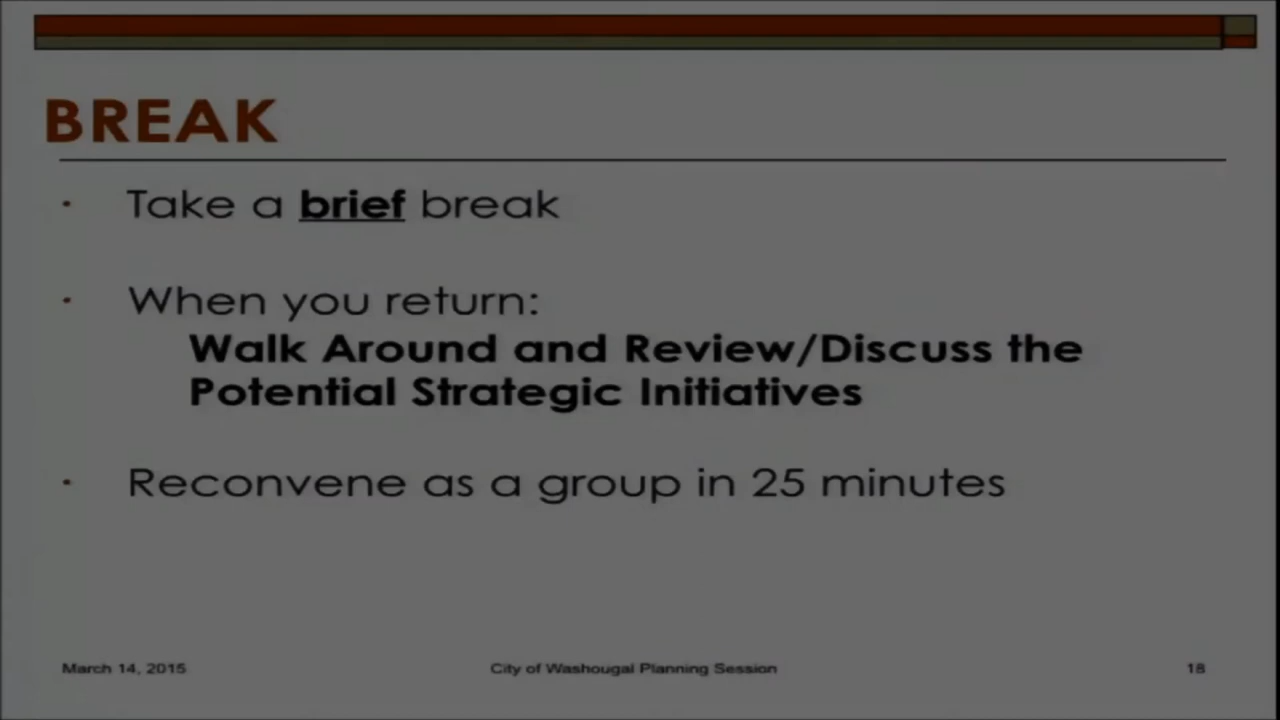 BREAK
· Take a brief break
· When you return:
Walk Around and Review/Discuss the
Potential Strategic Initiatives
· Reconvene as a group in 25 minutes
March 14, 2015 City of Washougal Planning Session 18